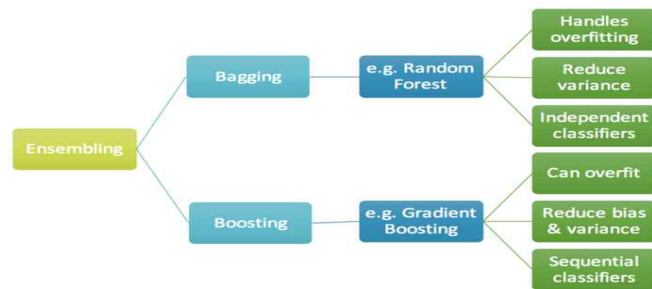 Ensembling
Bagging
e.g. Random
Forest
Handles
overfitting
Reduce
variance
Independent
classifiers
Boosting
e.g. Gradient
Boosting
Can overfit
Reduce bias
& variance
Sequential
classifiers